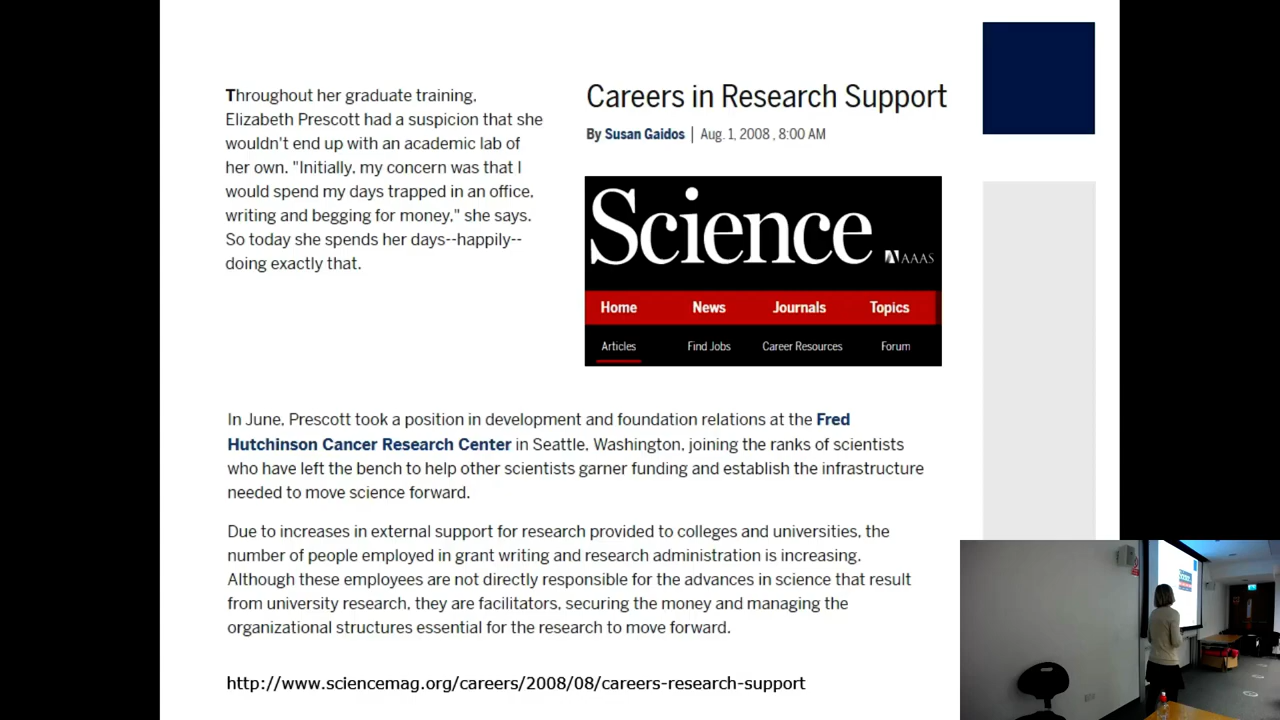 Throughout her graduate training,
Elizabeth Prescott had a suspicion that she
wouldn't end up with an academic lab of
her own. "Initially, my concern was that I
would spend my days trapped in an office,
writing and begging for money," she says.
So today she spends her days--happily--
doing exactly that.
Careers in Research Support
By Susan Gaidos | Aug. 1, 2008 , 8:00 AM
Science
AAAS
Home News Journals Topics
Articles Find Jobs Career Resources Forum
In June, Prescott took a position in development and foundation relations at the Fred
Hutchinson Cancer Research Center in Seattle, Washington, joining the ranks of scientists
who have left the bench to help other scientists garner funding and establish the infrastructure
needed to move science forward.
Due to increases in external support for research provided to colleges and universities, the
number of people employed in grant writing and research administration is increasing.
Although these employees are not directly responsible for the advances in science that result
from university research, they are facilitators, securing the money and managing the
organizational structures essential for the research to move forward.
http://www.sciencemag.org/careers/2008/08/careers-research-support